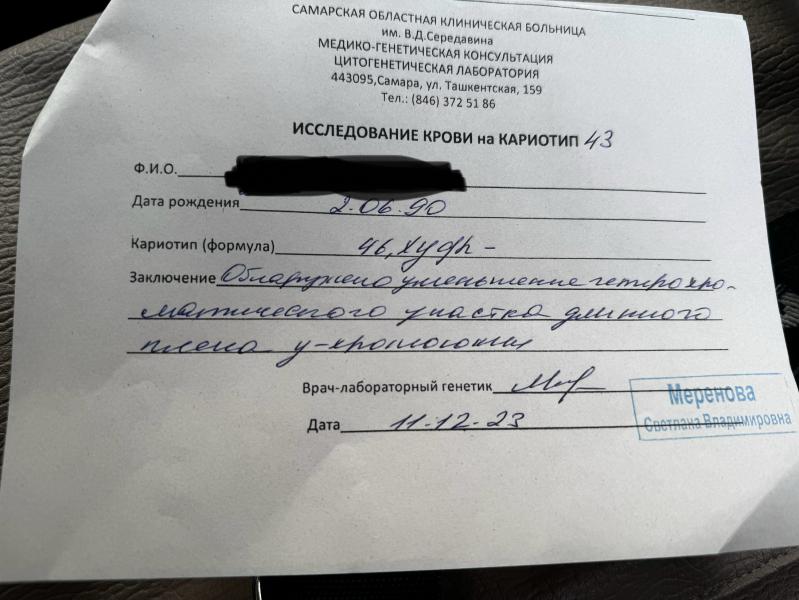 САМАРСКАЯ ОБЛАСТНАЯ КЛИНИЧЕСКАЯ БОЛЬНИЦА
им. В.Д.Середавина
МЕДИКО-ГЕНЕТИЧЕСКАЯ КОНСУЛЬТАЦИЯ
ЦИТОГЕНЕТИЧЕСКАЯ ЛАБОРАТОРИЯ
443095,Самара, ул. Ташкентская, 159
Тел.: (846) 372 51 86
ИССЛЕДОВАНИЕ КРОВИ на КАРИОТИП 43
Ф.И.О.
Дата рождения 2.06.90
Кариотип (формула) 46,ХУqh-
Заключение Обнаружено уменьшение гетерохро-
матического участка длинного
плеча у-хромосомы
Врач-лабораторный генетик
Меренова
Светлана Владимировна
Дата 11.12.23